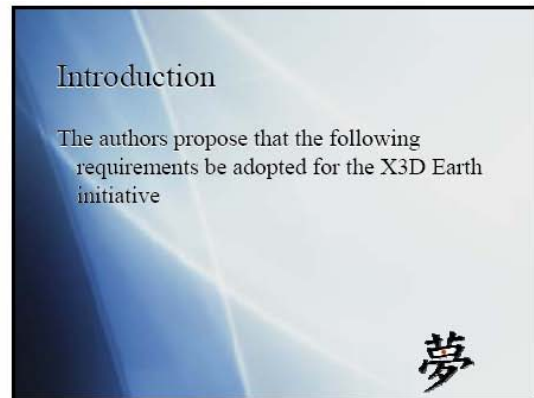 Introduction
The authors propose that the following
requirements be adopted for the X3D Earth
initiative
夢